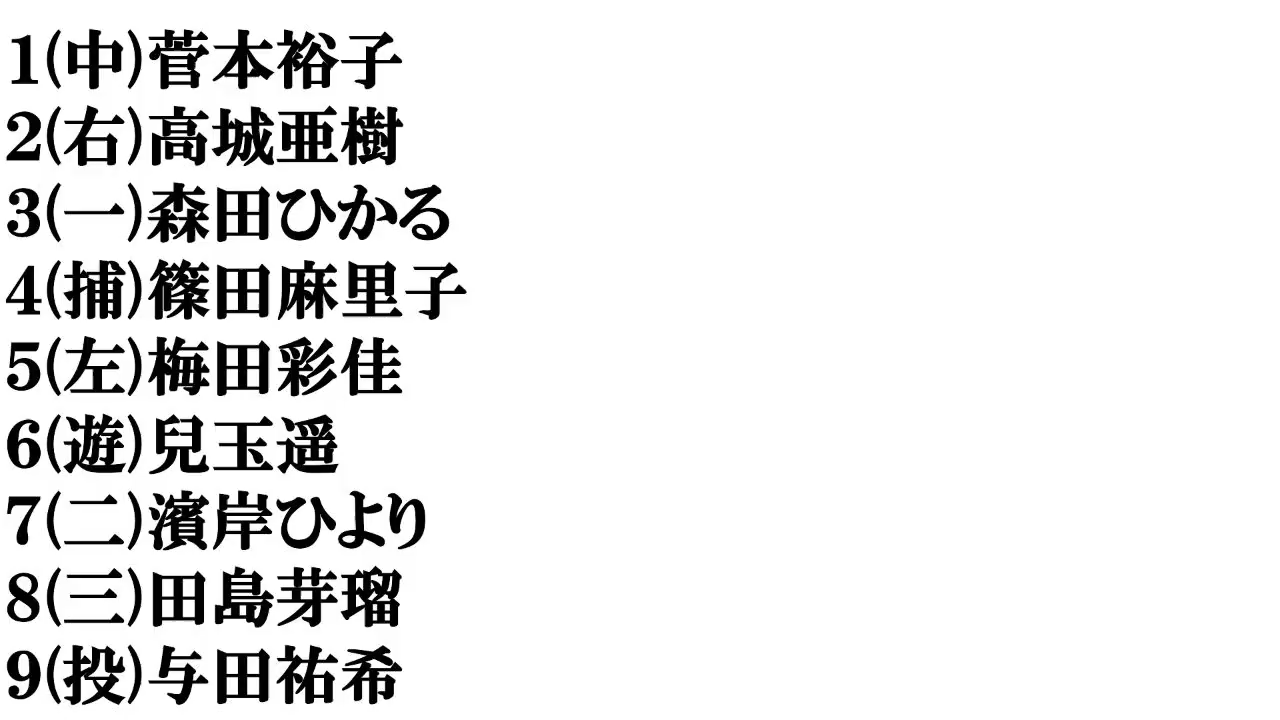 1(中)菅本裕子
2(右)高城亜樹
3(一)森田ひかる
4(捕)篠田麻里子
5(左)梅田彩佳
6(遊)兒玉遥
7(二)濱岸ひより
8(三)田島芽瑠
9(投)与田祐希